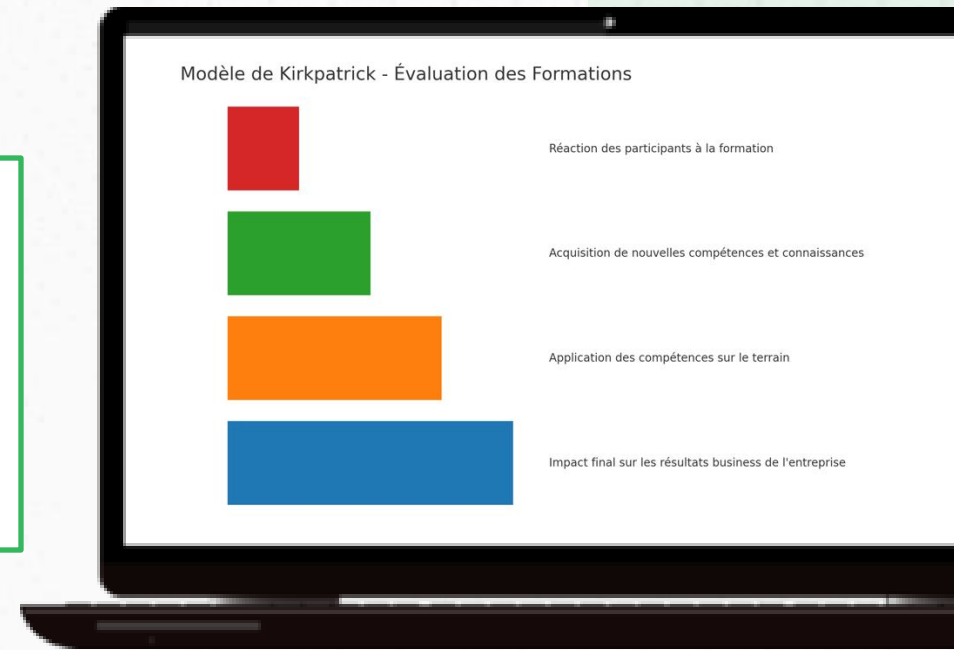 Modèle de Kirkpatrick - Évaluation des Formations
Réaction des participants à la formation
Acquisition de nouvelles compétences et connaissances
Application des compétences sur le terrain
Impact final sur les résultats business de l'entreprise